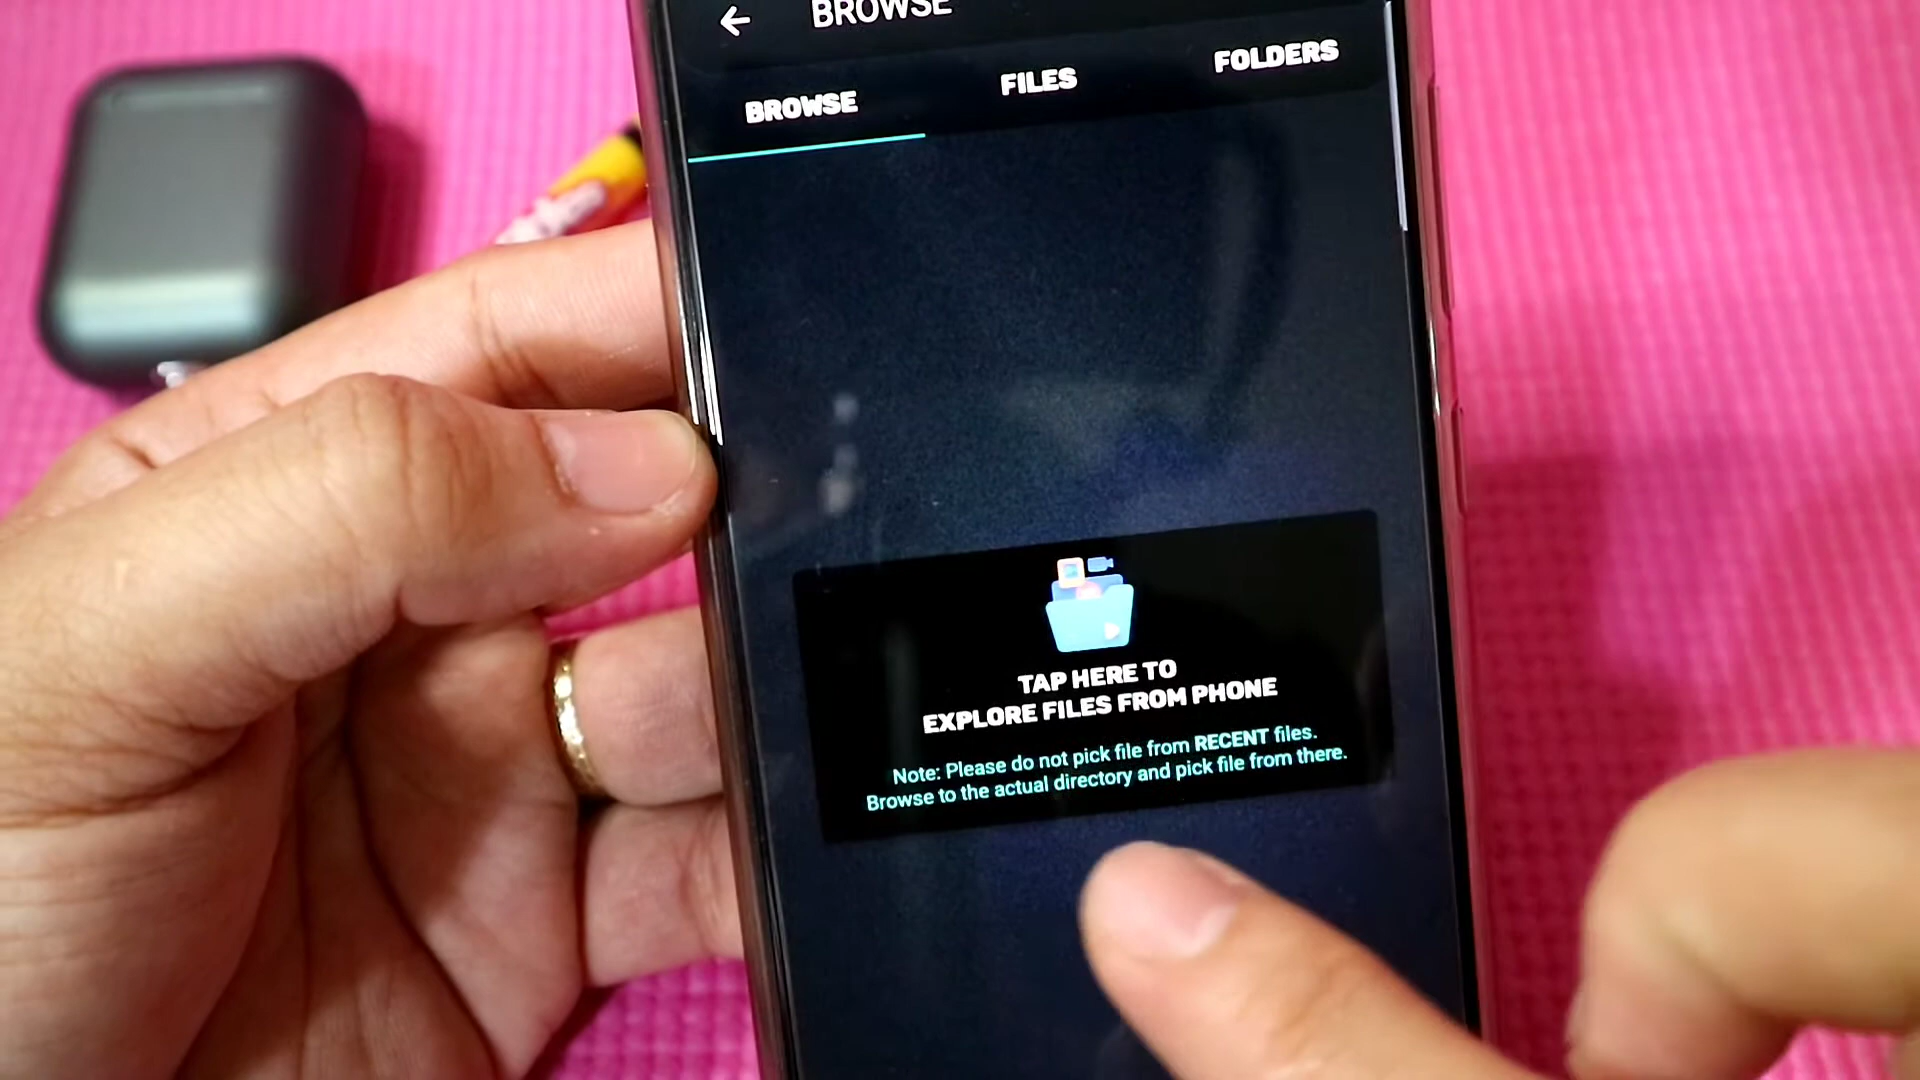 BROWSE
BROWSE
FILES
FOLDERS
TAP HERE TO
EXPLORE FILES FROM PHONE
Note: Please do not pick file from RECENT files.
Browse to the actual directory and pick file from there.